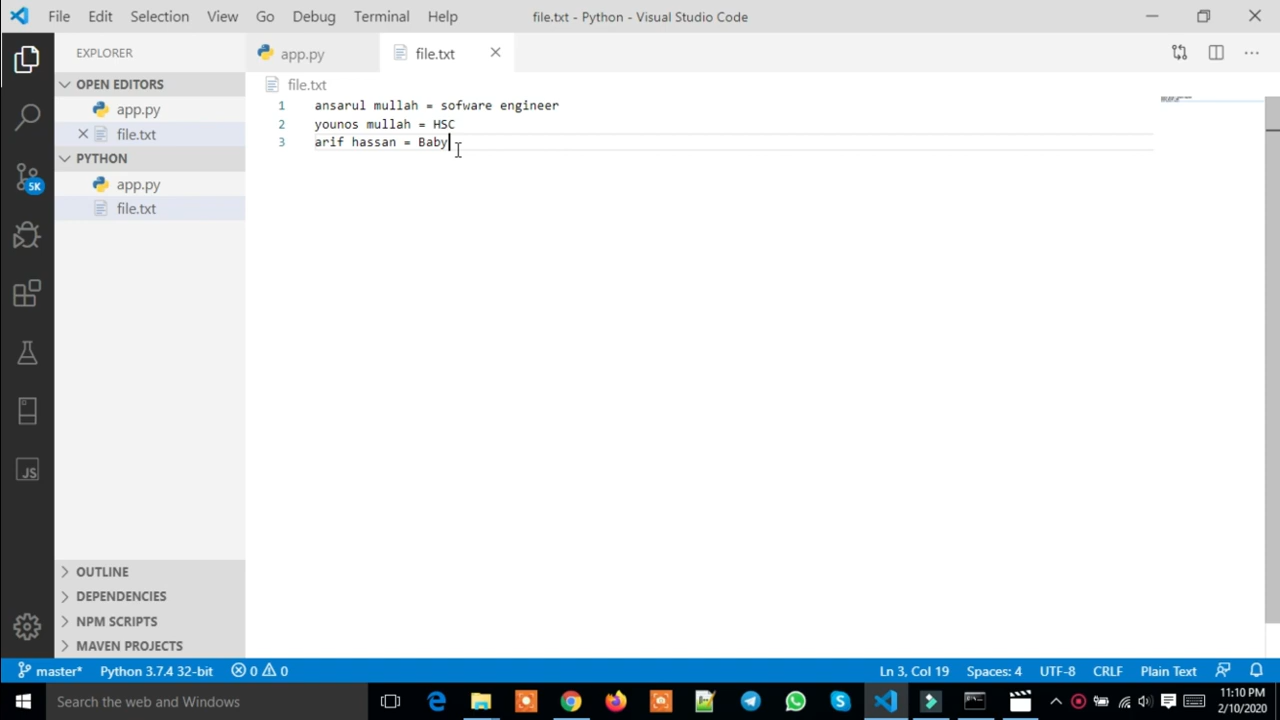 File Edit Selection View Go Debug Terminal Help file.txt - Python - Visual Studio Code
EXPLORER
app.py file.txt
OPEN EDITORS
app.py
file.txt
PYTHON
app.py
file.txt
file.txt
1 ansarul mullah = sofware engineer
2 younos mullah = HSC
3 arif hassan = Baby
5K
JS
OUTLINE
DEPENDENCIES
NPM SCRIPTS
MAVEN PROJECTS
master* Python 3.7.4 32-bit 0 0 Ln 3, Col 19 Spaces: 4 UTF-8 CRLF Plain Text
Search the web and Windows
11:10 PM
2/10/2020